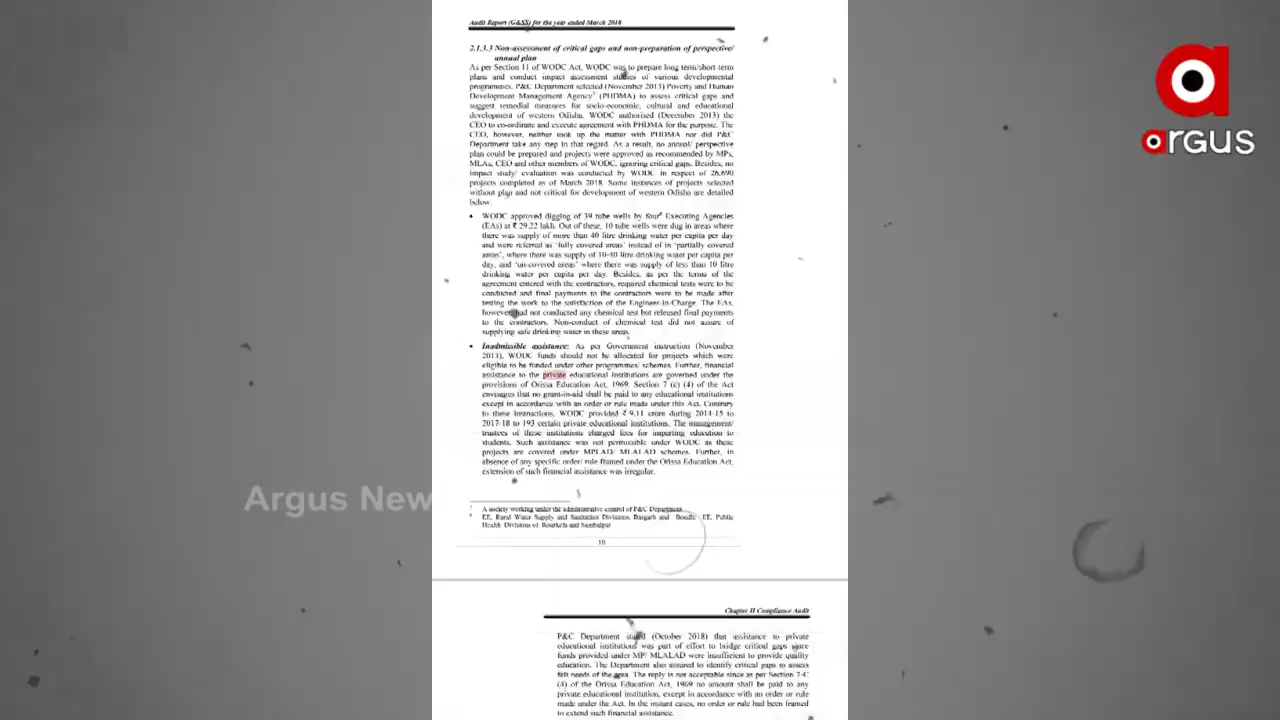 Audit Report (G&SS) for the year ended March 2018
2.1.3.3 Non-assessment of critical gaps and non-preparation of perspective/
annual plan
As per Section 11 of WODC Act, WODC was to prepare long term/short term
plans and conduct impact assessment studies of various developmental
programmes. P&C Department selected (November 2013) Poverty and Human
Development Management Agency7 (PHDMA) to assess critical gaps and
suggest remedial measures for socio-economic, cultural and educational
development of western Odisha. WODC authorised (December 2013) the
CEO to co-ordinate and execute agreement with PHDMA for the purpose. The
CEO, however, neither took up the matter with PHDMA nor did P&C
Department take any step in that regard. As a result, no annual/ perspective
plan could be prepared and projects were approved as recommended by MPs,
MLAs, CEO and other members of WODC, ignoring critical gaps. Besides, no
impact study/ evaluation was conducted by WODC in respect of 26,690
projects completed as of March 2018. Some instances of projects selected
without plan and not critical for development of western Odisha are detailed
below.
• WODC approved digging of 39 tube wells by four8 Executing Agencies
(EAs) at ₹ 29.22 lakh. Out of these, 10 tube wells were dug in areas where
there was supply of more than 40 litre drinking water per capita per day
and were referred as 'fully covered areas' instead of in 'partially covered
areas', where there was supply of 10-40 litre drinking water per capita per
day, and 'un-covered areas' where there was supply of less than 10 litre
drinking water per capita per day. Besides, as per the terms of the
agreement entered with the contractors, required chemical tests were to be
conducted and final payments to the contractors were to be made after
testing the work to the satisfaction of the Engineer-in-Charge. The EAs,
however, had not conducted any chemical test but released final payments
to the contractors. Non-conduct of chemical test did not assure of
supplying safe drinking water in these areas.
• Inadmissible assistance: As per Government instruction (November
2013), WODC funds should not be allocated for projects which were
eligible to be funded under other programmes/ schemes. Further, financial
assistance to the private educational institutions are governed under the
provisions of Orissa Education Act, 1969. Section 7 (c) (4) of the Act
envisages that no grant-in-aid shall be paid to any educational institutions
except in accordance with an order or rule made under this Act. Contrary
to these instructions, WODC provided ₹ 9.11 crore during 2014-15 to
2017-18 to 193 certain private educational institutions. The management/
trustees of these institutions charged fees for imparting education to
students. Such assistance was not permissible under WODC as these
projects are covered under MPLAD/ MLALAD schemes. Further, in
absence of any specific order/ rule framed under the Orissa Education Act,
extension of such financial assistance was irregular.
7 A society working under the administrative control of P&C Department
8 EE, Rural Water Supply and Sanitation Divisions, Bargarh and Boudh; EE, Public
Health Divisions of Rourkela and Sambalpur
10
Chapter II Compliance Audit
P&C Department stated (October 2018) that assistance to private
educational institutions was part of effort to bridge critical gaps since
funds provided under MP/ MLALAD were insufficient to provide quality
education. The Department also assured to identify critical gaps to assess
felt needs of the area. The reply is not acceptable since as per Section 7-C
(4) of the Orissa Education Act, 1969 no amount shall be paid to any
private educational institution, except in accordance with an order or rule
made under the Act. In the instant cases, no order or rule had been framed
to extend such financial assistance.
argus
Argus New